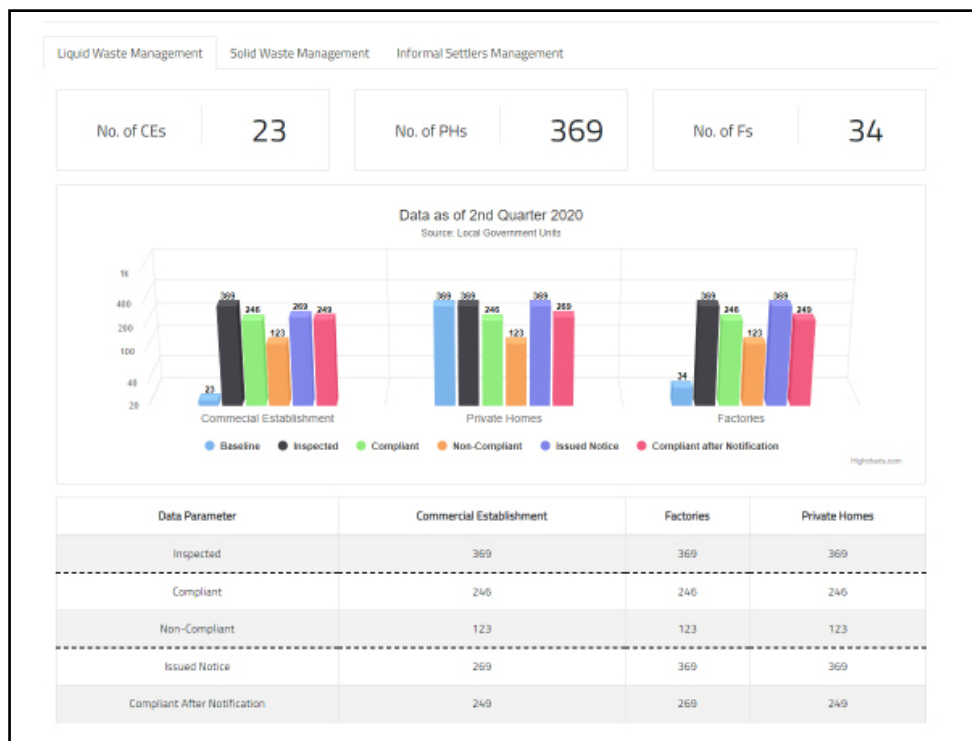 Liquid Waste Management Solid Waste Management Informal Settlers Management
No. of CEs 23 No. of PHs 369 No. of Fs 34
Data as of 2nd Quarter 2020
Source: Local Government Units
1k
400
200
100
40
20
23 369 246 123 269 249
369 369 246 123 369 269
34 369 246 123 369 249
Commecial Establishment Private Homes Factories
Baseline Inspected Compliant Non-Compliant Issued Notice Compliant after Notification
Highcharts.com
Data Parameter Commercial Establishment Factories Private Homes
Inspected 369 369 369
Compliant 246 246 246
Non-Compliant 123 123 123
Issued Notice 269 369 369
Compliant After Notification 249 269 249